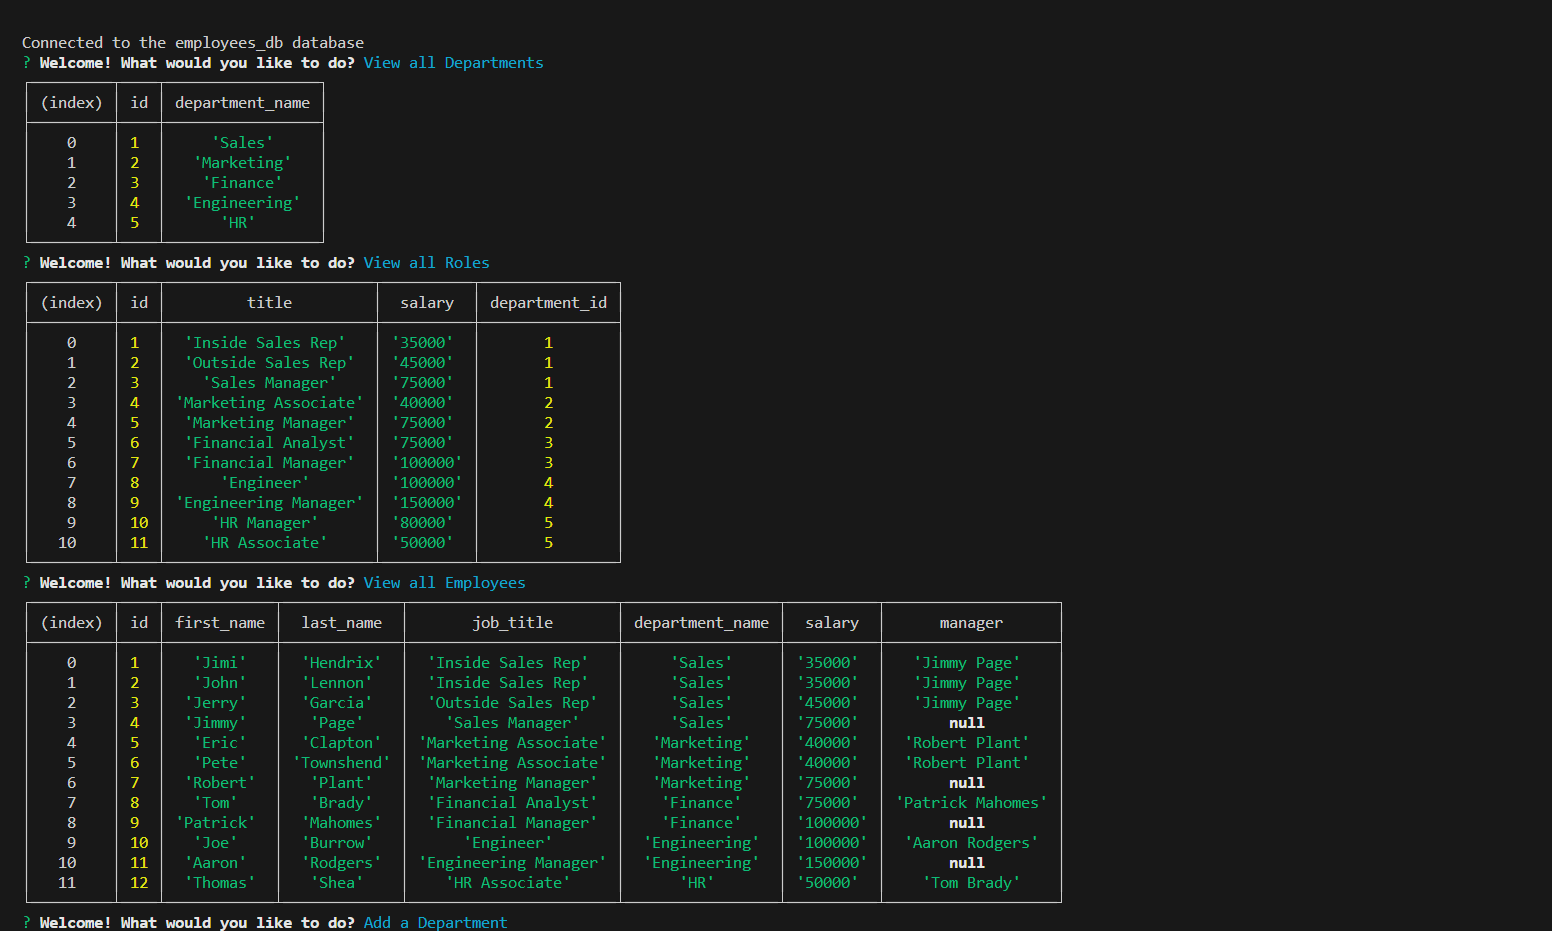 Connected to the employees_db database
? Welcome! What would you like to do? View all Departments
(index) id department_name
0 1 'Sales'
1 2 'Marketing'
2 3 'Finance'
3 4 'Engineering'
4 5 'HR'
? Welcome! What would you like to do? View all Roles
(index) id title salary department_id
0 1 'Inside Sales Rep' '35000' 1
1 2 'Outside Sales Rep' '45000' 1
2 3 'Sales Manager' '75000' 1
3 4 'Marketing Associate' '40000' 2
4 5 'Marketing Manager' '75000' 2
5 6 'Financial Analyst' '75000' 3
6 7 'Financial Manager' '100000' 3
7 8 'Engineer' '100000' 4
8 9 'Engineering Manager' '150000' 4
9 10 'HR Manager' '80000' 5
10 11 'HR Associate' '50000' 5
? Welcome! What would you like to do? View all Employees
(index) id first_name last_name job_title department_name salary manager
0 1 'Jimi' 'Hendrix' 'Inside Sales Rep' 'Sales' '35000' 'Jimmy Page'
1 2 'John' 'Lennon' 'Inside Sales Rep' 'Sales' '35000' 'Jimmy Page'
2 3 'Jerry' 'Garcia' 'Outside Sales Rep' 'Sales' '45000' 'Jimmy Page'
3 4 'Jimmy' 'Page' 'Sales Manager' 'Sales' '75000' null
4 5 'Eric' 'Clapton' 'Marketing Associate' 'Marketing' '40000' 'Robert Plant'
5 6 'Pete' 'Townshend' 'Marketing Associate' 'Marketing' '40000' 'Robert Plant'
6 7 'Robert' 'Plant' 'Marketing Manager' 'Marketing' '75000' null
7 8 'Tom' 'Brady' 'Financial Analyst' 'Finance' '75000' 'Patrick Mahomes'
8 9 'Patrick' 'Mahomes' 'Financial Manager' 'Finance' '100000' null
9 10 'Joe' 'Burrow' 'Engineer' 'Engineering' '100000' 'Aaron Rodgers'
10 11 'Aaron' 'Rodgers' 'Engineering Manager' 'Engineering' '150000' null
11 12 'Thomas' 'Shea' 'HR Associate' 'HR' '50000' 'Tom Brady'
? Welcome! What would you like to do? Add a Department